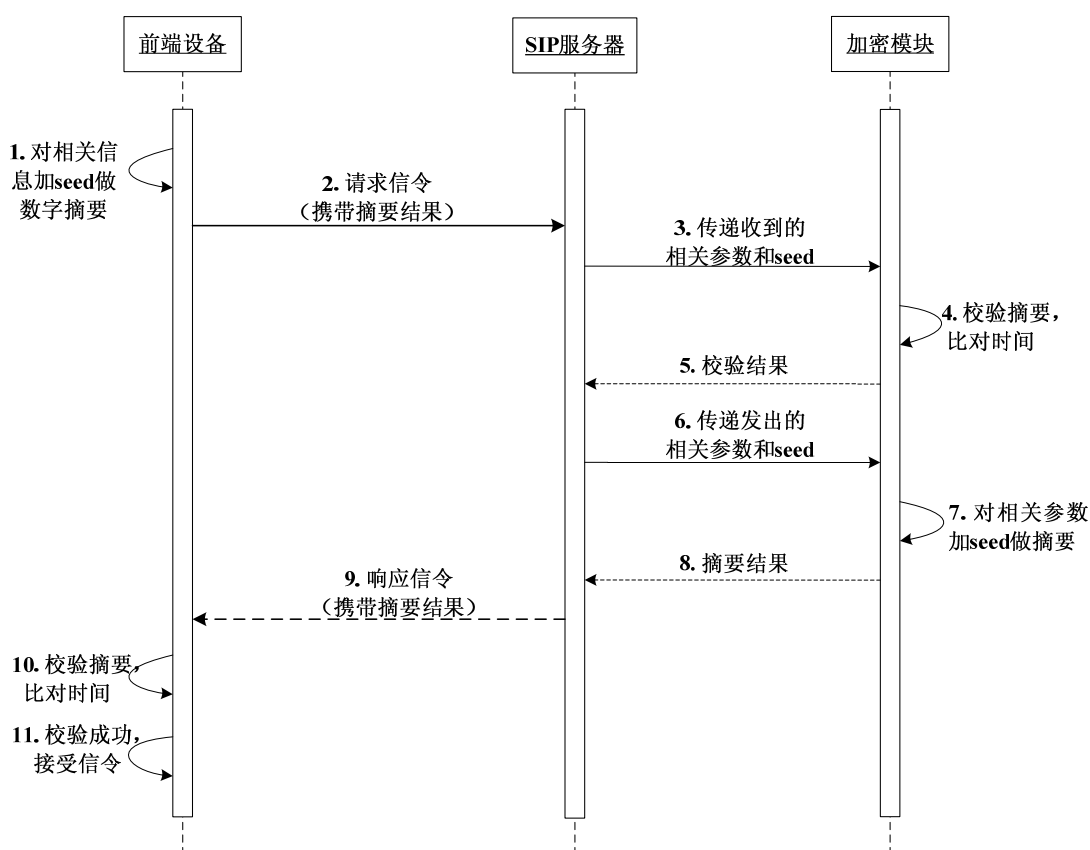 前端设备
SIP服务器
加密模块
1. 对相关信
息加seed做
数字摘要
2. 请求信令
（携带摘要结果）
3. 传递收到的
相关参数和seed
4. 校验摘要，
比对时间
5. 校验结果
6. 传递发出的
相关参数和seed
7. 对相关参数
加seed做摘要
8. 摘要结果
9. 响应信令
（携带摘要结果）
10. 校验摘要，
比对时间
11. 校验成功，
接受信令